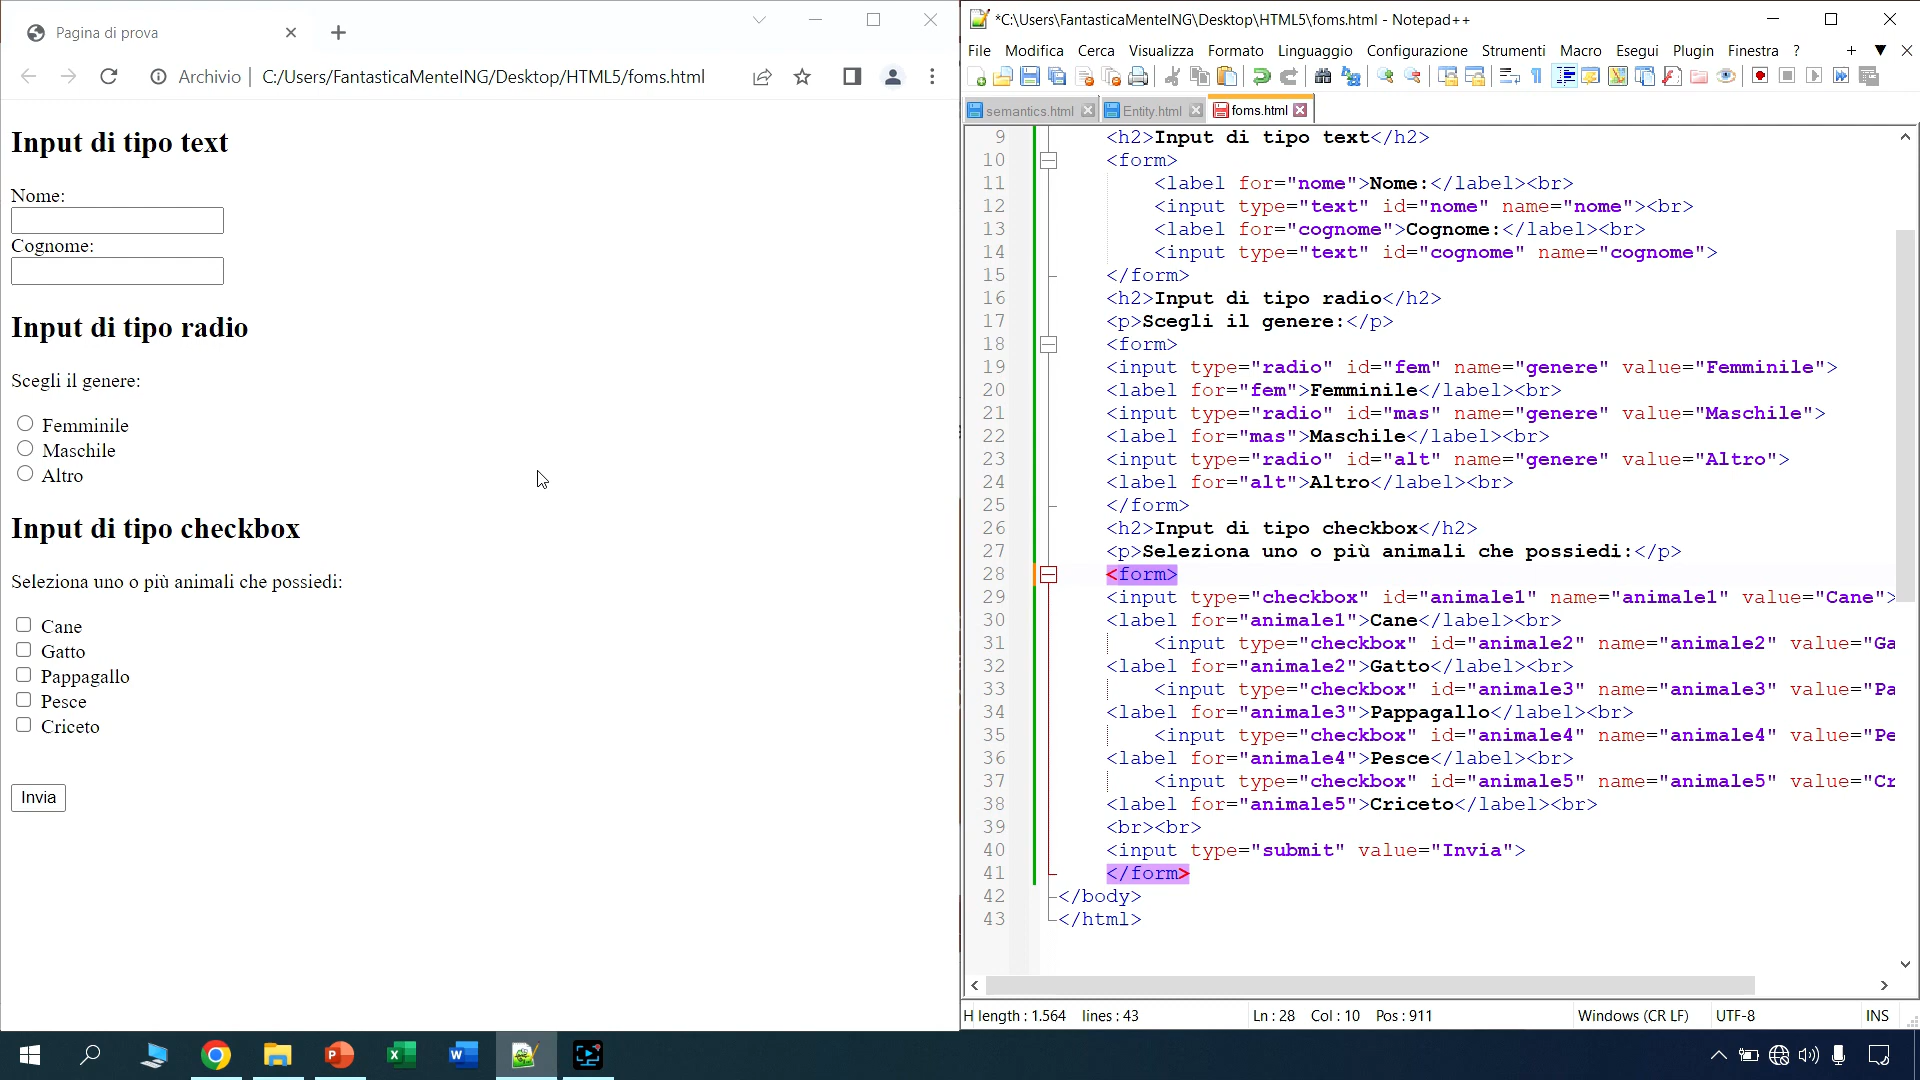 Pagina di prova
Archivio
C:/Users/FantasticaMenteING/Desktop/HTML5/foms.html
Input di tipo text
Nome:
Cognome:
Input di tipo radio
Scegli il genere:
Femminile
Maschile
Altro
Input di tipo checkbox
Seleziona uno o più animali che possiedi:
Cane
Gatto
Pappagallo
Pesce
Criceto
Invia
*C:\Users\FantasticaMenteING\Desktop\HTML5\foms.html - Notepad++
File Modifica Cerca Visualizza Formato Linguaggio Configurazione Strumenti Macro Esegui Plugin Finestra ?
semantics.html Entity.html foms.html
9 <h2>Input di tipo text</h2>
10 <form>
11 <label for="nome">Nome:</label><br>
12 <input type="text" id="nome" name="nome"><br>
13 <label for="cognome">Cognome:</label><br>
14 <input type="text" id="cognome" name="cognome">
15 </form>
16 <h2>Input di tipo radio</h2>
17 <p>Scegli il genere:</p>
18 <form>
19 <input type="radio" id="fem" name="genere" value="Femminile">
20 <label for="fem">Femminile</label><br>
21 <input type="radio" id="mas" name="genere" value="Maschile">
22 <label for="mas">Maschile</label><br>
23 <input type="radio" id="alt" name="genere" value="Altro">
24 <label for="alt">Altro</label><br>
25 </form>
26 <h2>Input di tipo checkbox</h2>
27 <p>Seleziona uno o più animali che possiedi:</p>
28 <form>
29 <input type="checkbox" id="animale1" name="animale1" value="Cane">
30 <label for="animale1">Cane</label><br>
31 <input type="checkbox" id="animale2" name="animale2" value="Ga
32 <label for="animale2">Gatto</label><br>
33 <input type="checkbox" id="animale3" name="animale3" value="Pa
34 <label for="animale3">Pappagallo</label><br>
35 <input type="checkbox" id="animale4" name="animale4" value="Pe
36 <label for="animale4">Pesce</label><br>
37 <input type="checkbox" id="animale5" name="animale5" value="Cr
38 <label for="animale5">Criceto</label><br>
39 <br><br>
40 <input type="submit" value="Invia">
41 </form>
42 </body>
43 </html>
H length : 1.564 lines : 43 Ln : 28 Col : 10 Pos : 911 Windows (CR LF) UTF-8 INS